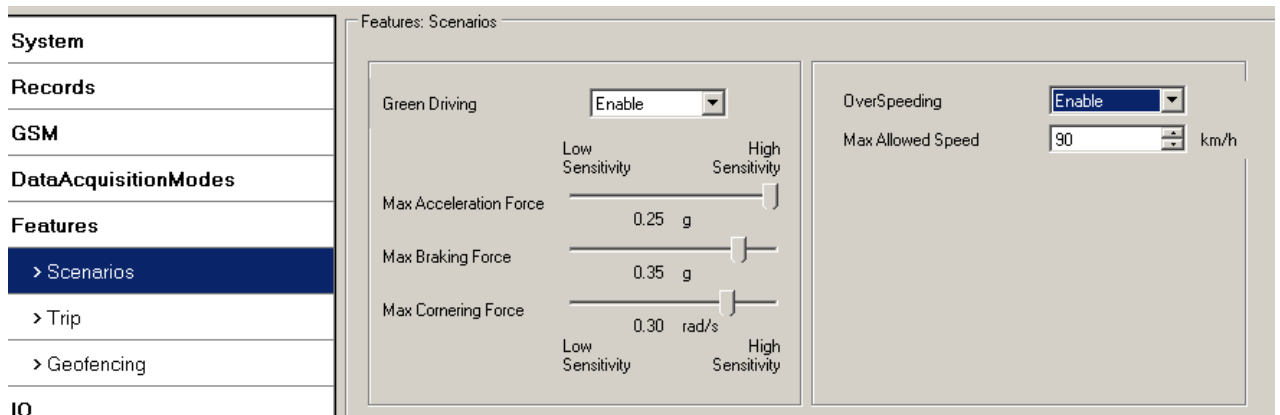 System
Records
GSM
DataAcquisitionModes
Features
> Scenarios
> Trip
> Geofencing
IO
Features: Scenarios
Green Driving Enable
Low Sensitivity High Sensitivity
Max Acceleration Force
0.25 g
Max Braking Force
0.35 g
Max Cornering Force
0.30 rad/s
Low Sensitivity High Sensitivity
OverSpeeding Enable
Max Allowed Speed 90 km/h